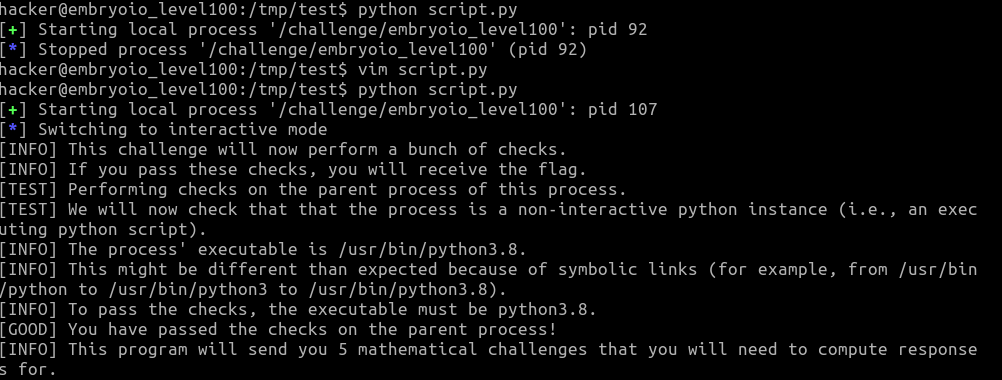 hacker@embryoio_level100:/tmp/test$ python script.py
[+] Starting local process '/challenge/embryoio_level100': pid 92
[*] Stopped process '/challenge/embryoio_level100' (pid 92)
hacker@embryoio_level100:/tmp/test$ vim script.py
hacker@embryoio_level100:/tmp/test$ python script.py
[+] Starting local process '/challenge/embryoio_level100': pid 107
[*] Switching to interactive mode
[INFO] This challenge will now perform a bunch of checks.
[INFO] If you pass these checks, you will receive the flag.
[TEST] Performing checks on the parent process of this process.
[TEST] We will now check that that the process is a non-interactive python instance (i.e., an exec
uting python script).
[INFO] The process' executable is /usr/bin/python3.8.
[INFO] This might be different than expected because of symbolic links (for example, from /usr/bin
/python to /usr/bin/python3 to /usr/bin/python3.8).
[INFO] To pass the checks, the executable must be python3.8.
[GOOD] You have passed the checks on the parent process!
[INFO] This program will send you 5 mathematical challenges that you will need to compute response
s for.